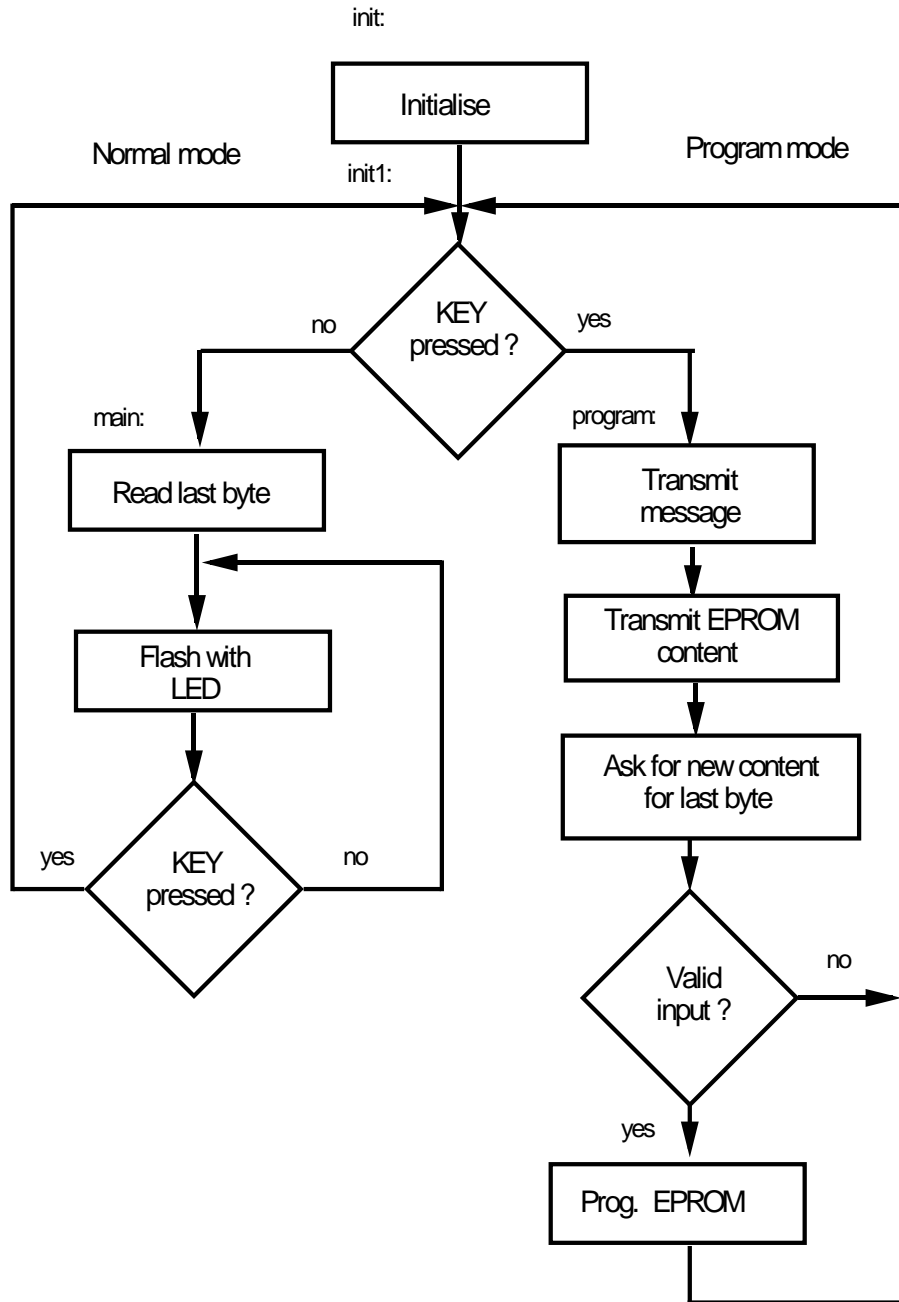 init:
Initialise
Normal mode
Program mode
init1:
KEY
pressed ?
no
yes
main:
program:
Read last byte
Transmit
message
Flash with
LED
Transmit EPROM
content
Ask for new content
for last byte
yes
KEY
pressed ?
no
Valid
input ?
no
yes
Prog. EPROM